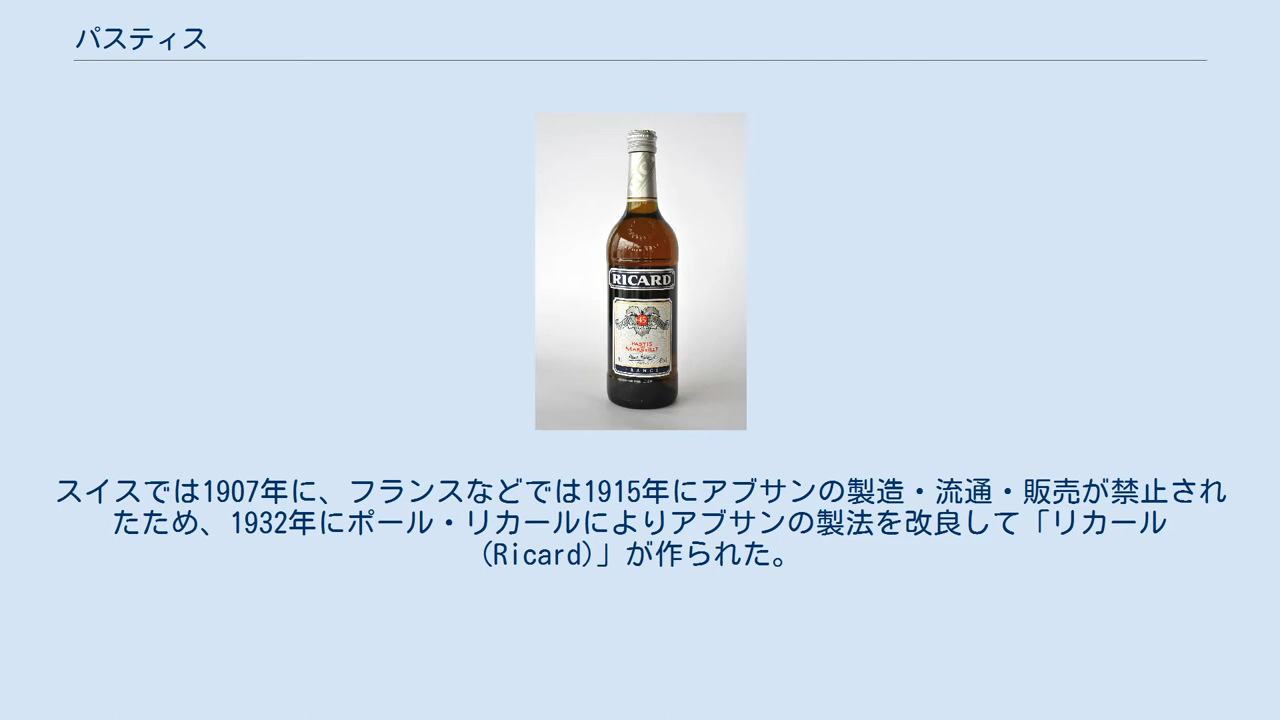 パスティス
RICARD
45
PASTIS
MARSEILLE
FRANCE
スイスでは1907年に、フランスなどでは1915年にアブサンの製造・流通・販売が禁止され
たため、1932年にポール・リカールによりアブサンの製法を改良して「リカール
(Ricard)」が作られた。